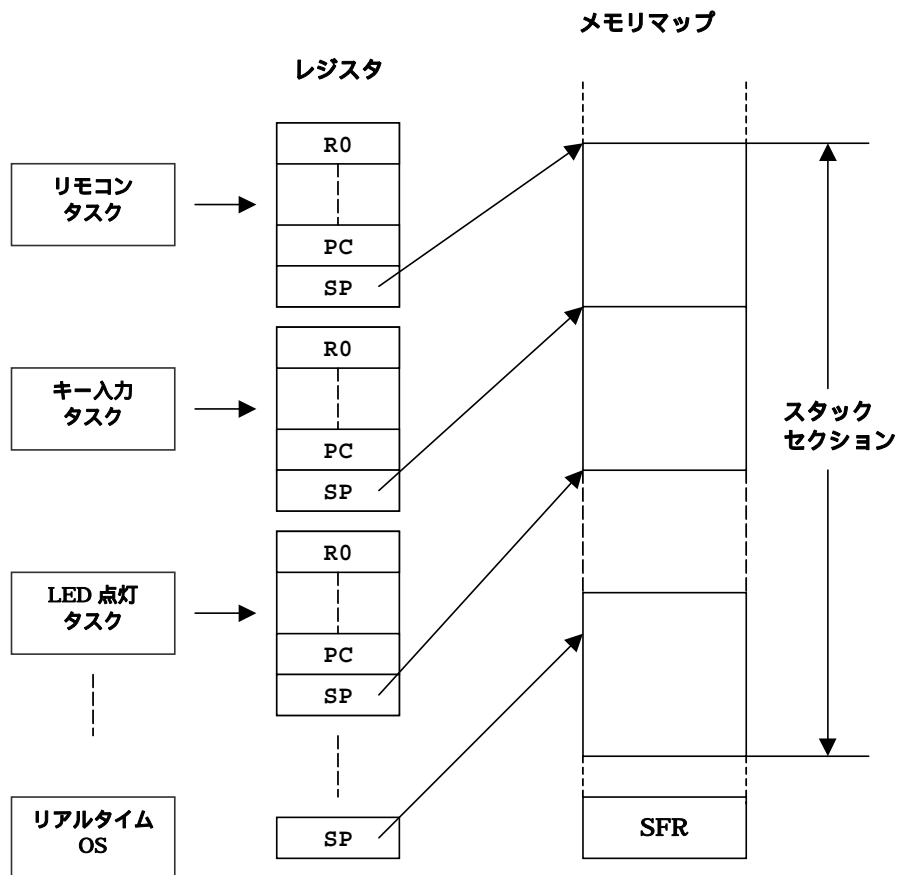 メモリマップ
レジスタ
リモコン
タスク
R0
PC
SP
キー入力
タスク
R0
PC
SP
スタック
セクション
LED 点灯
タスク
R0
PC
SP
リアルタイム
OS
SP
SFR